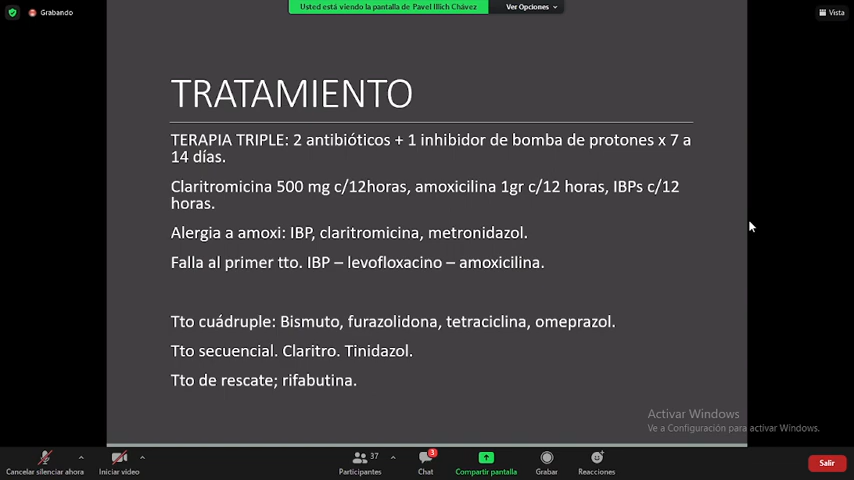 Grabando
Usted está viendo la pantalla de Pavel Illich Chávez
Ver Opciones
Vista
TRATAMIENTO
TERAPIA TRIPLE: 2 antibióticos + 1 inhibidor de bomba de protones x 7 a
14 días.
Claritromicina 500 mg c/12horas, amoxicilina 1gr c/12 horas, IBPs c/12
horas.
Alergia a amoxi: IBP, claritromicina, metronidazol.
Falla al primer tto. IBP – levofloxacino – amoxicilina.
Tto cuádruple: Bismuto, furazolidona, tetraciclina, omeprazol.
Tto secuencial. Claritro. Tinidazol.
Tto de rescate; rifabutina.
Activar Windows
Ve a Configuración para activar Windows.
Cancelar silenciar ahora
Iniciar video
37
Participantes
3
Chat
Compartir pantalla
Grabar
Reacciones
Salir